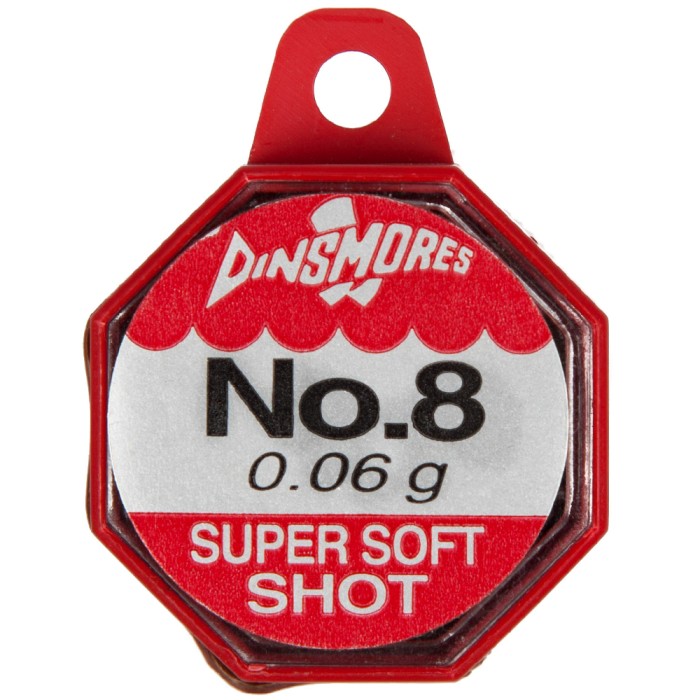 DINSMORES
No.8
0.06 g
SUPER SOFT
SHOT